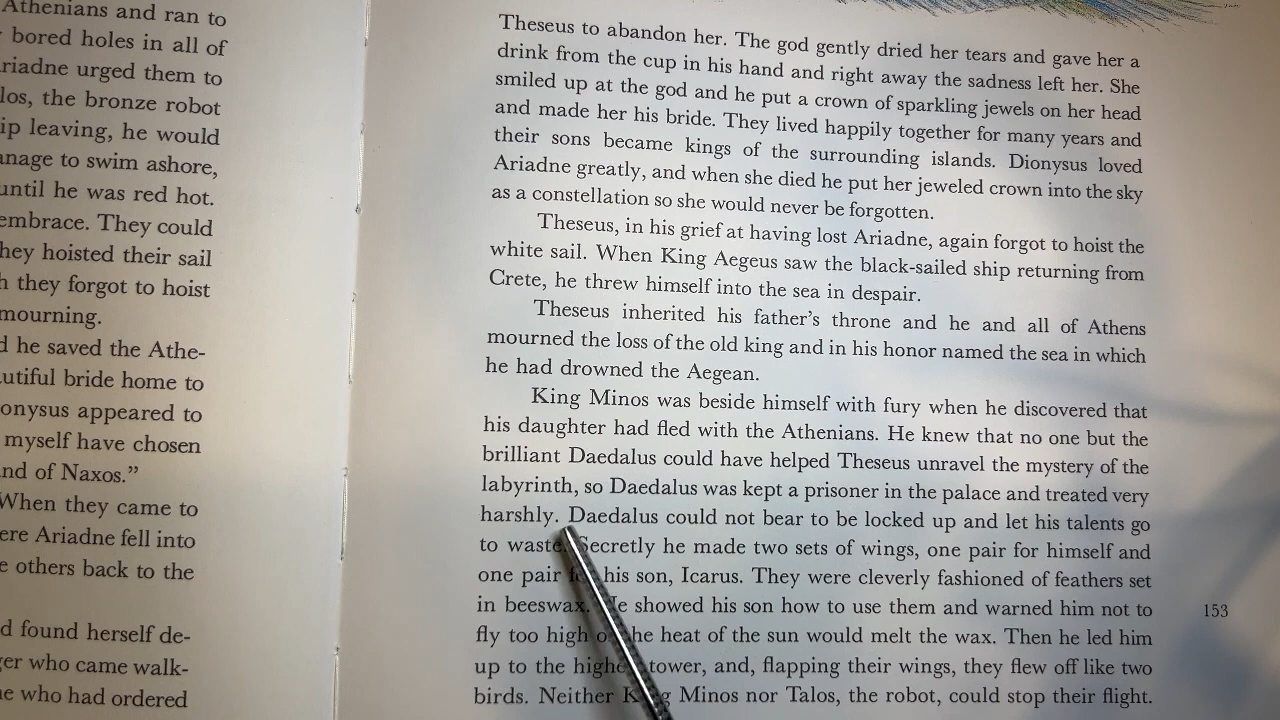 Athenians and ran to
bored holes in all of
riadne urged them to
los, the bronze robot
ip leaving, he would
anage to swim ashore,
until he was red hot.
embrace. They could
hey hoisted their sail
h they forgot to hoist
mourning.
d he saved the Athe-
utiful bride home to
onysus appeared to
myself have chosen
nd of Naxos."
When they came to
ere Ariadne fell into
e others back to the
d found herself de-
ger who came walk-
e who had ordered
Theseus to abandon her. The god gently dried her tears and gave her a
drink from the cup in his hand and right away the sadness left her. She
smiled up at the god and he put a crown of sparkling jewels on her head
and made her his bride. They lived happily together for many years and
their sons became kings of the surrounding islands. Dionysus loved
Ariadne greatly, and when she died he put her jeweled crown into the sky
as a constellation so she would never be forgotten.
Theseus, in his grief at having lost Ariadne, again forgot to hoist the
white sail. When King Aegeus saw the black-sailed ship returning from
Crete, he threw himself into the sea in despair.
Theseus inherited his father's throne and he and all of Athens
mourned the loss of the old king and in his honor named the sea in which
he had drowned the Aegean.
King Minos was beside himself with fury when he discovered that
his daughter had fled with the Athenians. He knew that no one but the
brilliant Daedalus could have helped Theseus unravel the mystery of the
labyrinth, so Daedalus was kept a prisoner in the palace and treated very
harshly. Daedalus could not bear to be locked up and let his talents go
to waste. Secretly he made two sets of wings, one pair for himself and
one pair for his son, Icarus. They were cleverly fashioned of feathers set
in beeswax. He showed his son how to use them and warned him not to
fly too high or the heat of the sun would melt the wax. Then he led him
up to the highest tower, and, flapping their wings, they flew off like two
birds. Neither King Minos nor Talos, the robot, could stop their flight.
153